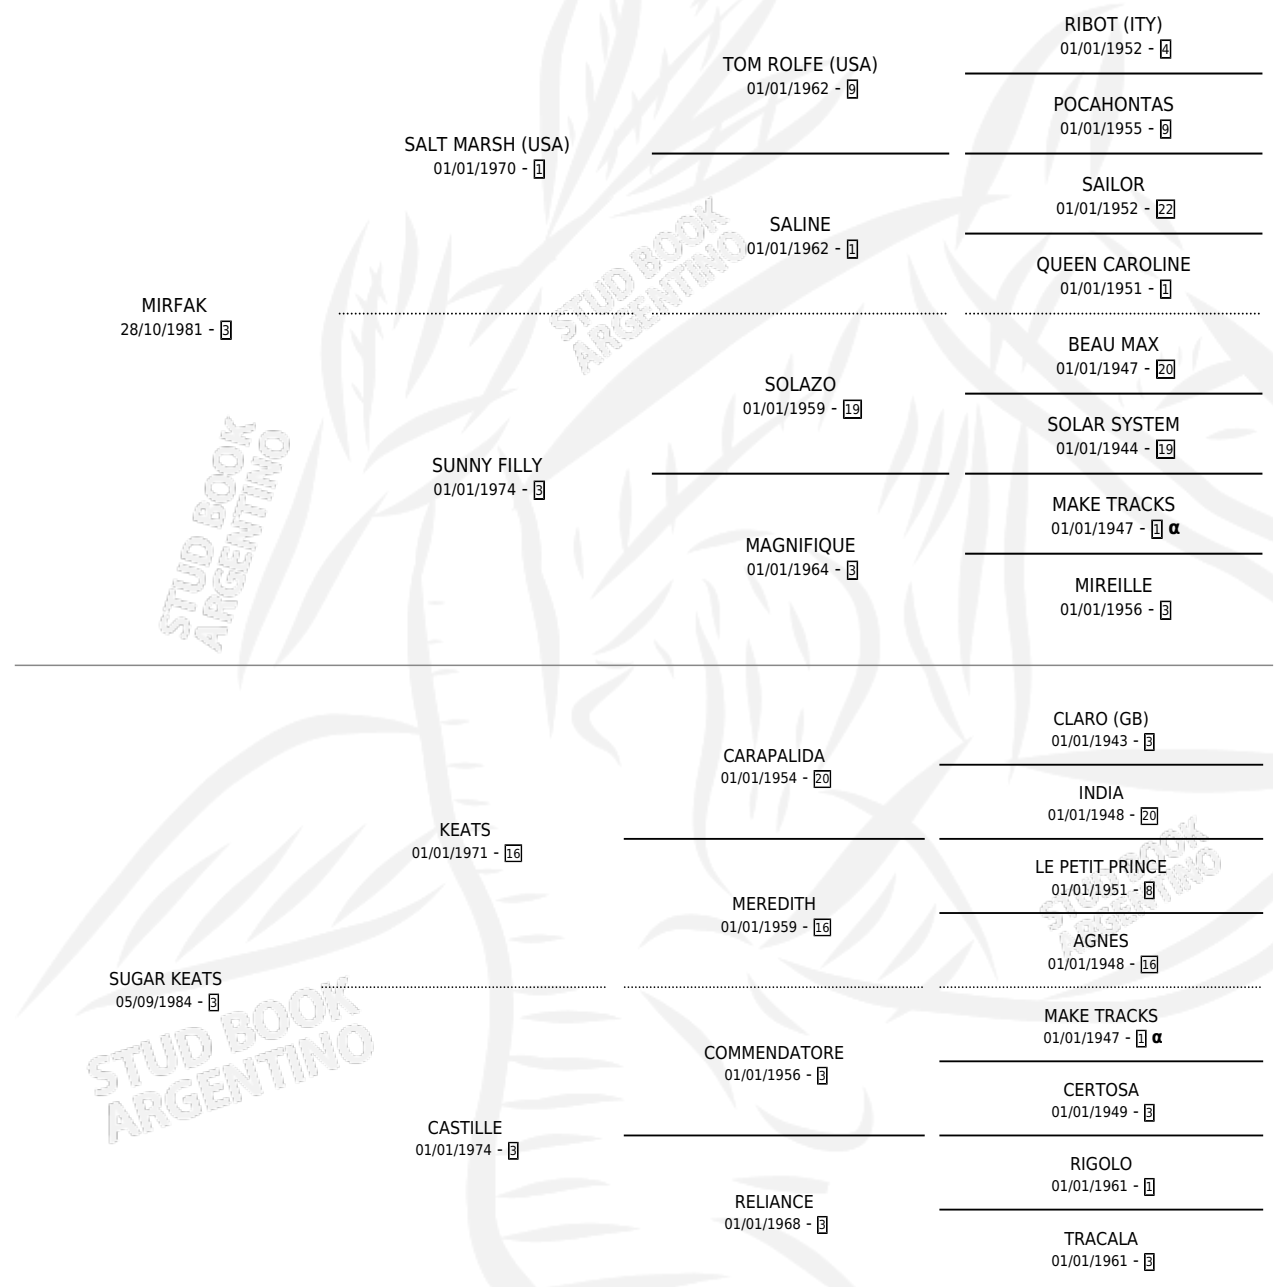 RIBOT (ITY)
01/01/1952 - 4
TOM ROLFE (USA)
01/01/1962 - 9
POCAHONTAS
01/01/1955 - 9
SALT MARSH (USA)
01/01/1970 - 1
SAILOR
01/01/1952 - 22
SALINE
01/01/1962 - 1
QUEEN CAROLINE
01/01/1951 - 1
STUD BOOK
ARGENTINO
MIRFAK
28/10/1981 - 3
BEAU MAX
01/01/1947 - 20
SOLAZO
01/01/1959 - 19
SOLAR SYSTEM
01/01/1944 - 19
SUNNY FILLY
01/01/1974 - 3
MAKE TRACKS
01/01/1947 - 1 α
MAGNIFIQUE
01/01/1964 - 3
MIREILLE
01/01/1956 - 3
STUD BOOK
ARGENTINO
CLARO (GB)
01/01/1943 - 3
CARAPALIDA
01/01/1954 - 20
INDIA
01/01/1948 - 20
KEATS
01/01/1971 - 16
LE PETIT PRINCE
01/01/1951 - 8
MEREDITH
01/01/1959 - 16
AGNES
01/01/1948 - 16
STUD BOOK
ARGENTINO
SUGAR KEATS
05/09/1984 - 3
MAKE TRACKS
01/01/1947 - 1 α
COMMENDATORE
01/01/1956 - 3
CERTOSA
01/01/1949 - 3
STUD BOOK
ARGENTINO
CASTILLE
01/01/1974 - 3
RIGOLO
01/01/1961 - 1
RELIANCE
01/01/1968 - 3
TRACALA
01/01/1961 - 3